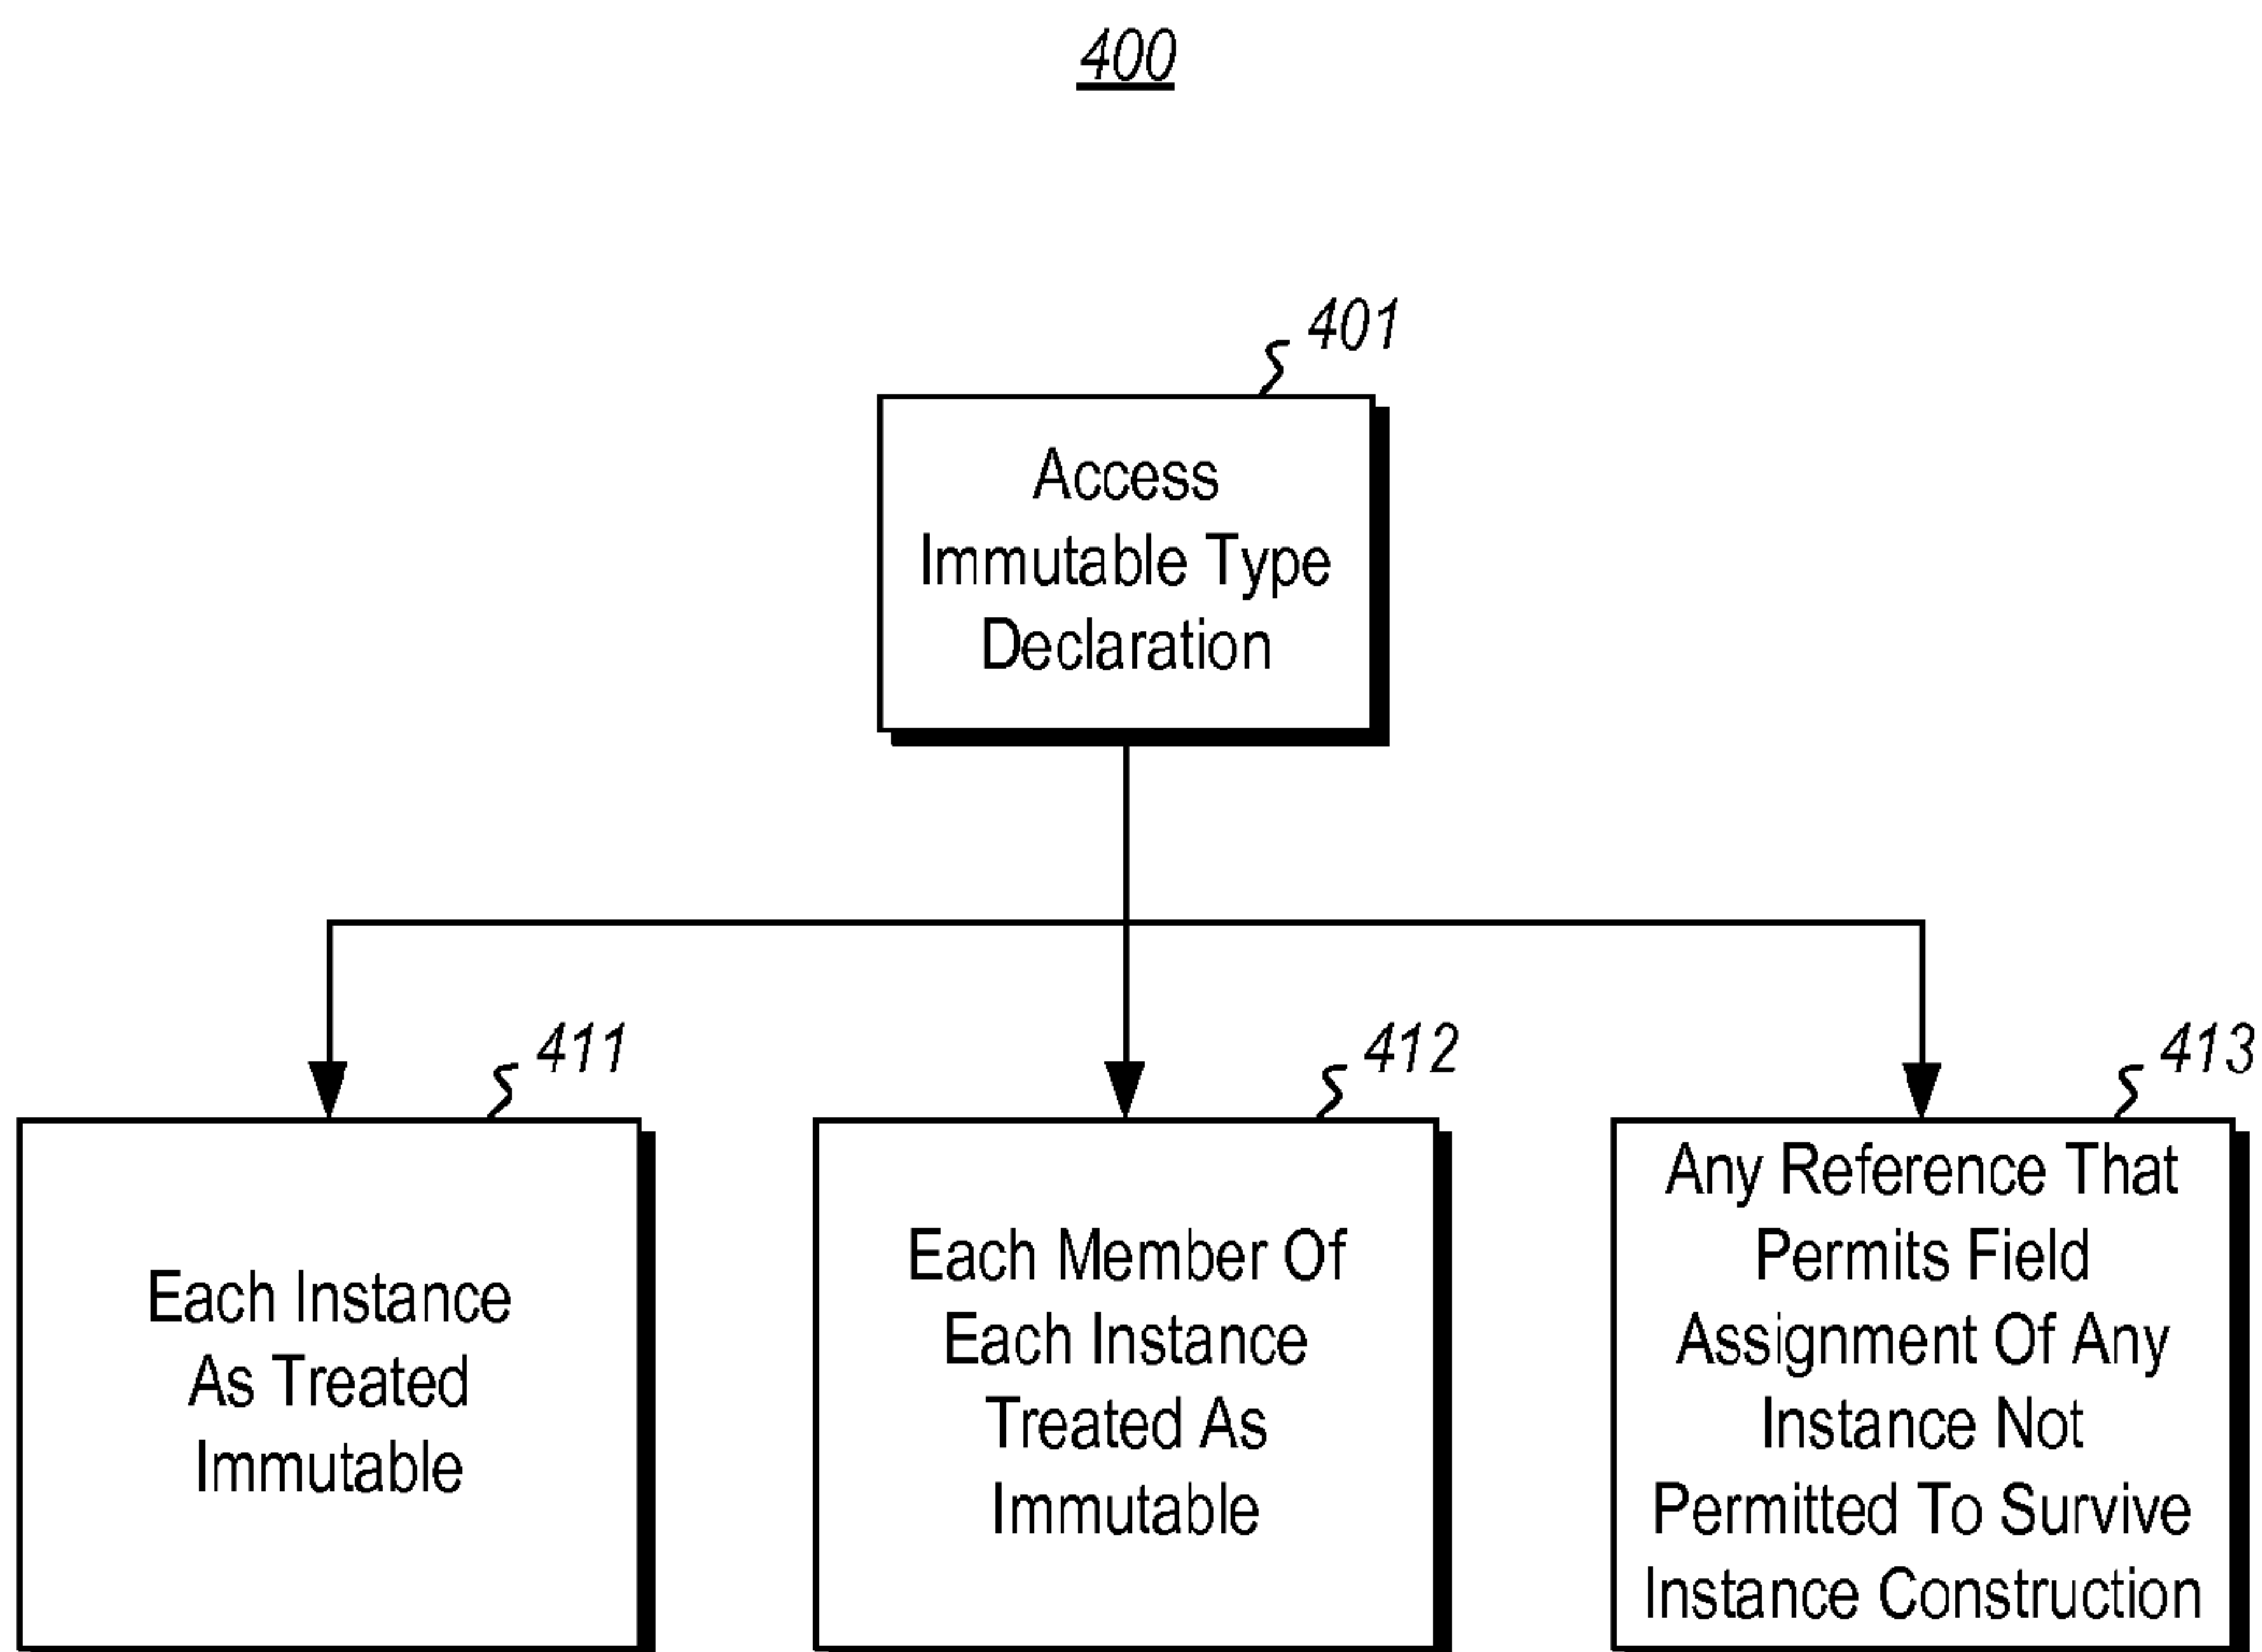 400
401
Access
Immutable Type
Declaration
411
Each Instance
As Treated
Immutable
412
Each Member Of
Each Instance
Treated As
Immutable
413
Any Reference That
Permits Field
Assignment Of Any
Instance Not
Permitted To Survive
Instance Construction